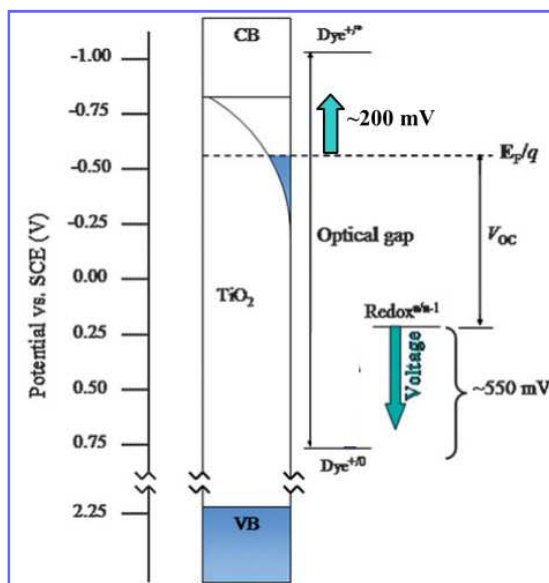 CB
Dye+/*
-1.00
-0.75
~200 mV
EF/q
-0.50
-0.25
Optical gap
VOC
0.00
TiO2
Redoxn/n-1
0.25
Voltage
0.50
~550 mV
0.75
Dye+/0
2.25
VB
Potential vs. SCE (V)